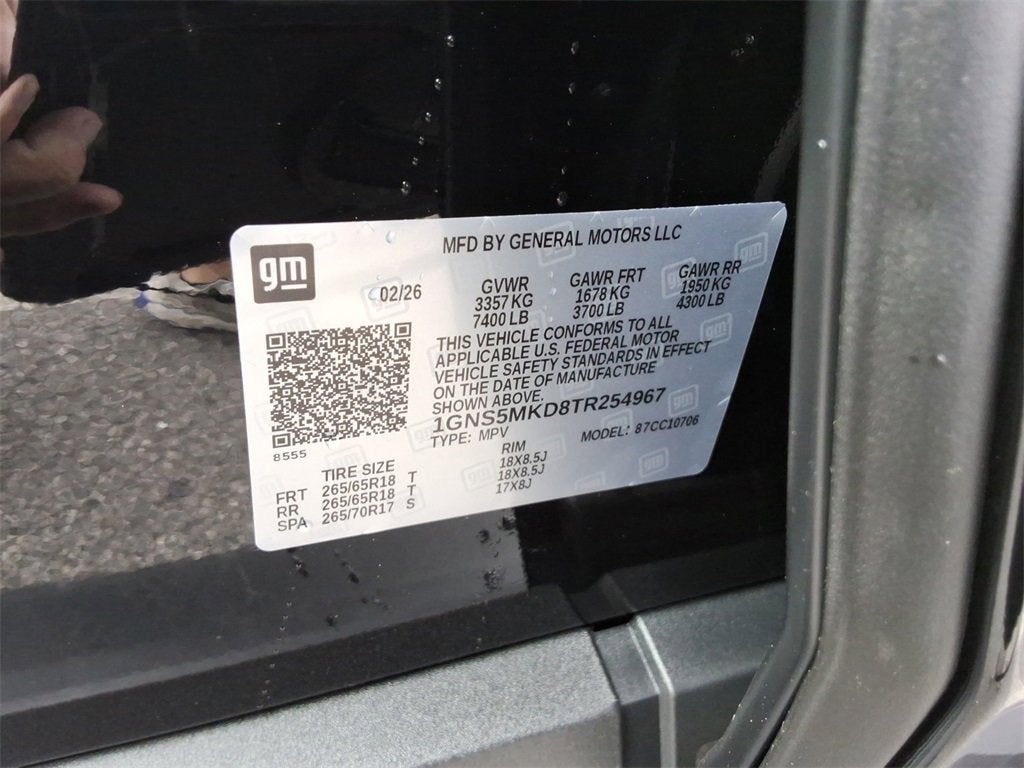 gm
MFD BY GENERAL MOTORS LLC
02/26
GVWR GAWR FRT GAWR RR
3357 KG 1678 KG 1950 KG
7400 LB 3700 LB 4300 LB
THIS VEHICLE CONFORMS TO ALL
APPLICABLE U.S. FEDERAL MOTOR
VEHICLE SAFETY STANDARDS IN EFFECT
ON THE DATE OF MANUFACTURE
SHOWN ABOVE.
1GNS5MKD8TR254967
TYPE: MPV MODEL: 87CC10706
8555
TIRE SIZE RIM
FRT 265/65R18 T 18X8.5J
RR 265/65R18 T 18X8.5J
SPA 265/70R17 S 17X8J